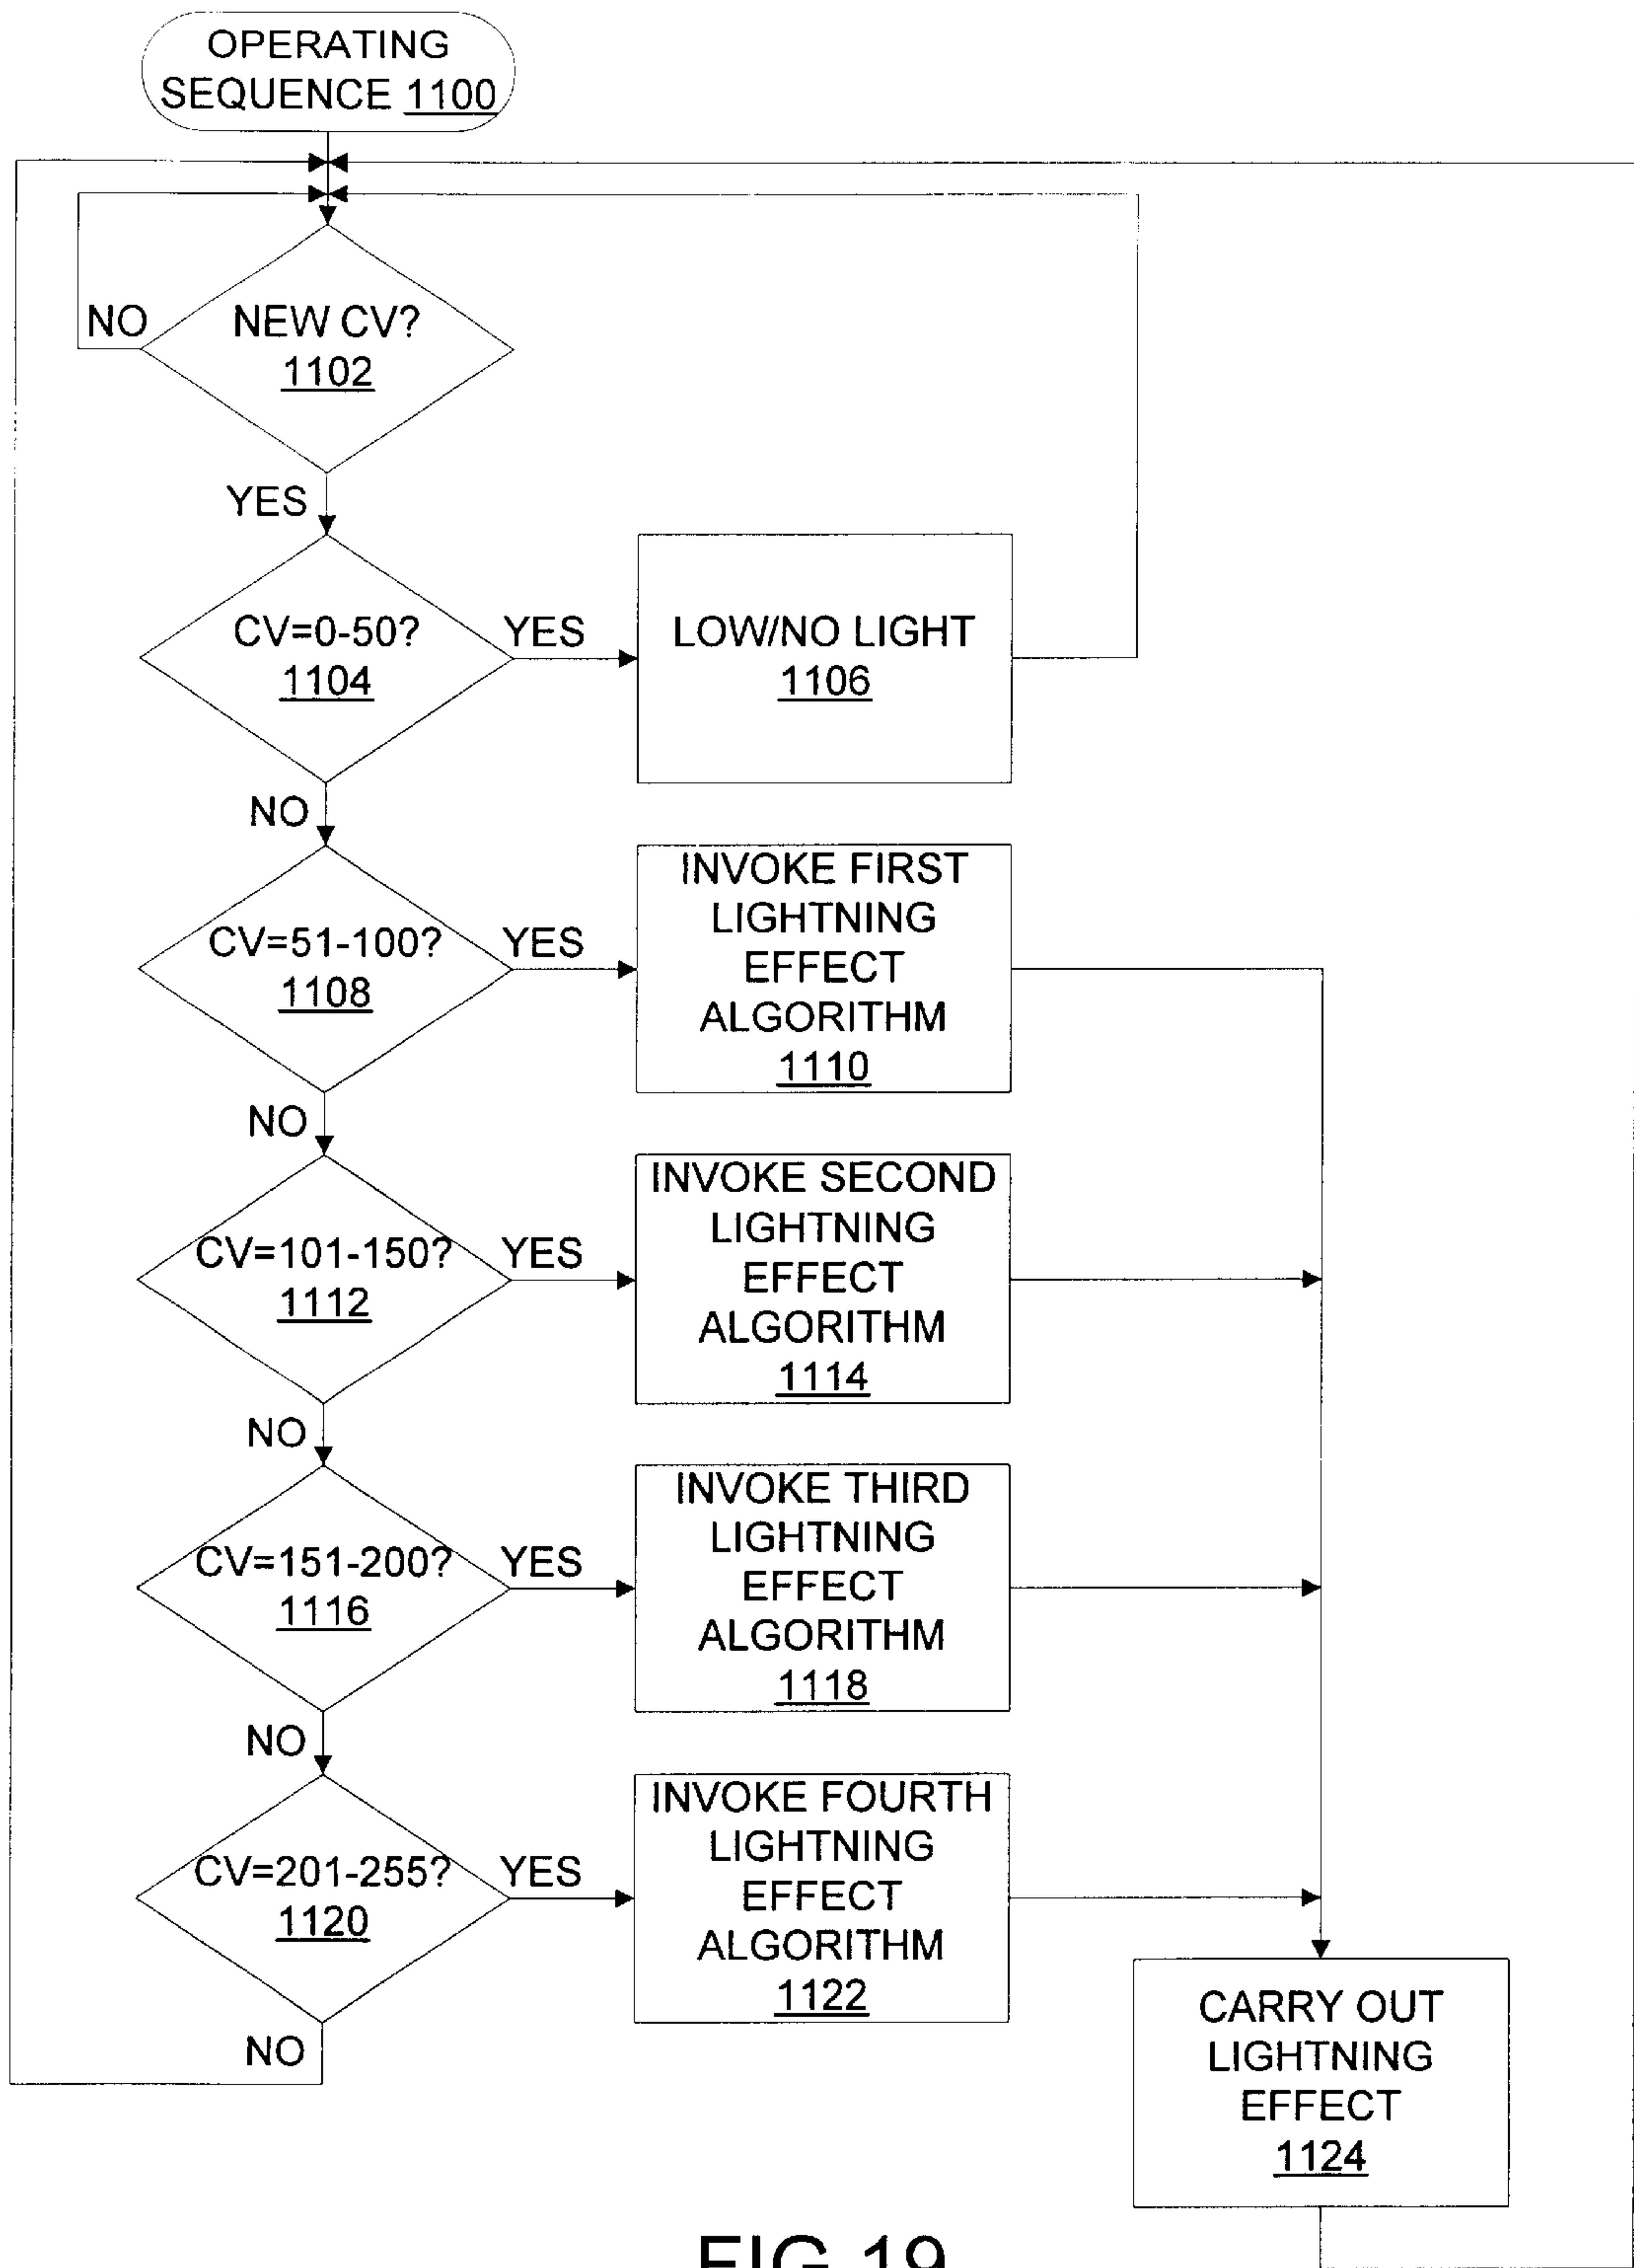 OPERATING
SEQUENCE 1100
NO
NEW CV?
1102
YES
CV=0-50?
1104
YES
LOW/NO LIGHT
1106
NO
CV=51-100?
1108
YES
INVOKE FIRST
LIGHTNING
EFFECT
ALGORITHM
1110
NO
CV=101-150?
1112
YES
INVOKE SECOND
LIGHTNING
EFFECT
ALGORITHM
1114
NO
CV=151-200?
1116
YES
INVOKE THIRD
LIGHTNING
EFFECT
ALGORITHM
1118
NO
CV=201-255?
1120
YES
INVOKE FOURTH
LIGHTNING
EFFECT
ALGORITHM
1122
NO
CARRY OUT
LIGHTNING
EFFECT
1124
FIG 19